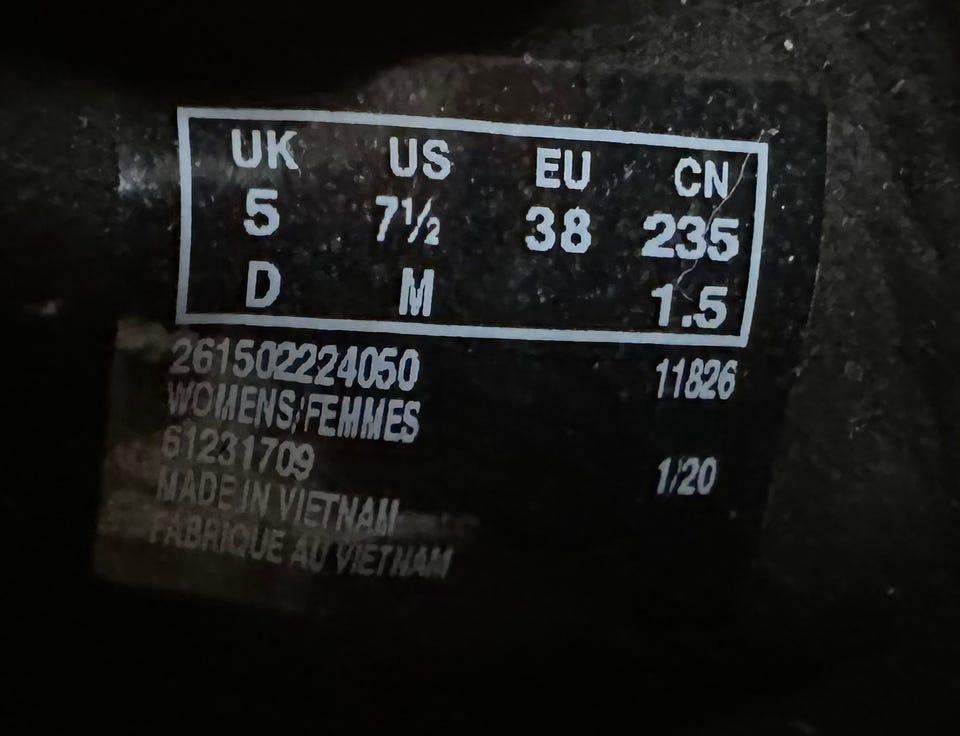 UK US EU CN
5 7½ 38 235
D M 1.5
261502224050 11826
WOMENS/FEMMES
61231709 1/20
MADE IN VIETNAM
FABRIQUE AU VIETNAM